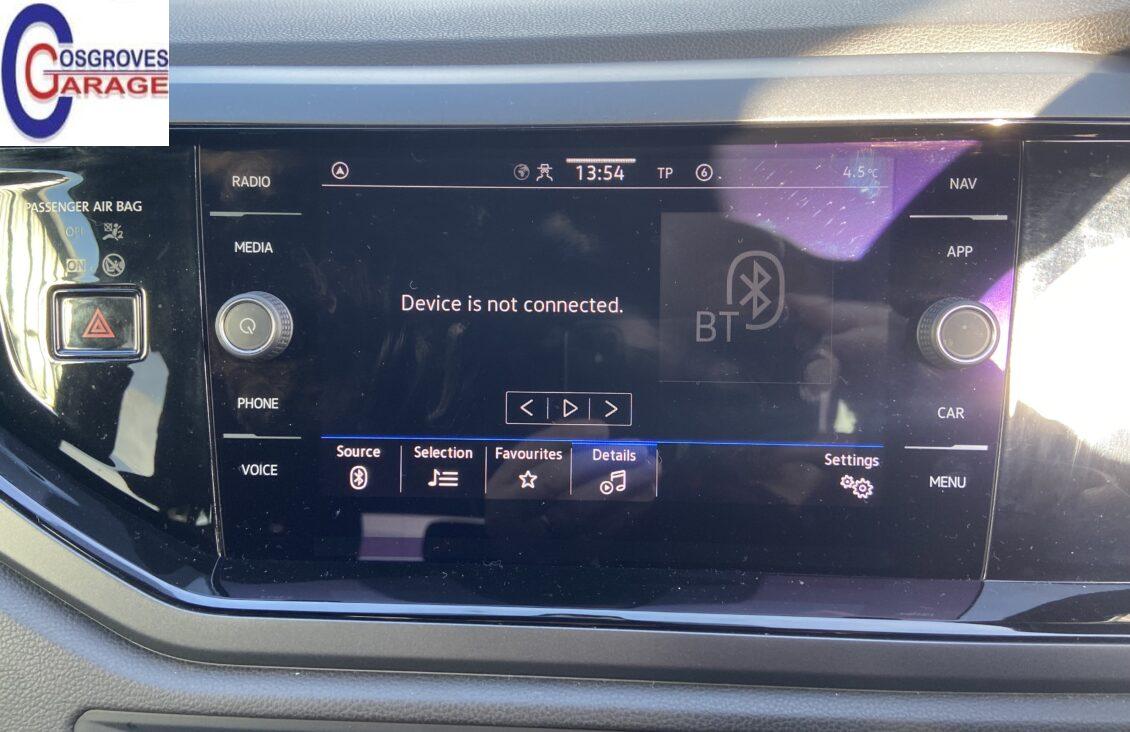 COSGROVES
GARAGE
PASSENGER AIR BAG
OFF
ON
RADIO
MEDIA
PHONE
VOICE
13:54 TP 6 4.5°C
Device is not connected.
BT
Source Selection Favourites Details Settings
NAV
APP
CAR
MENU